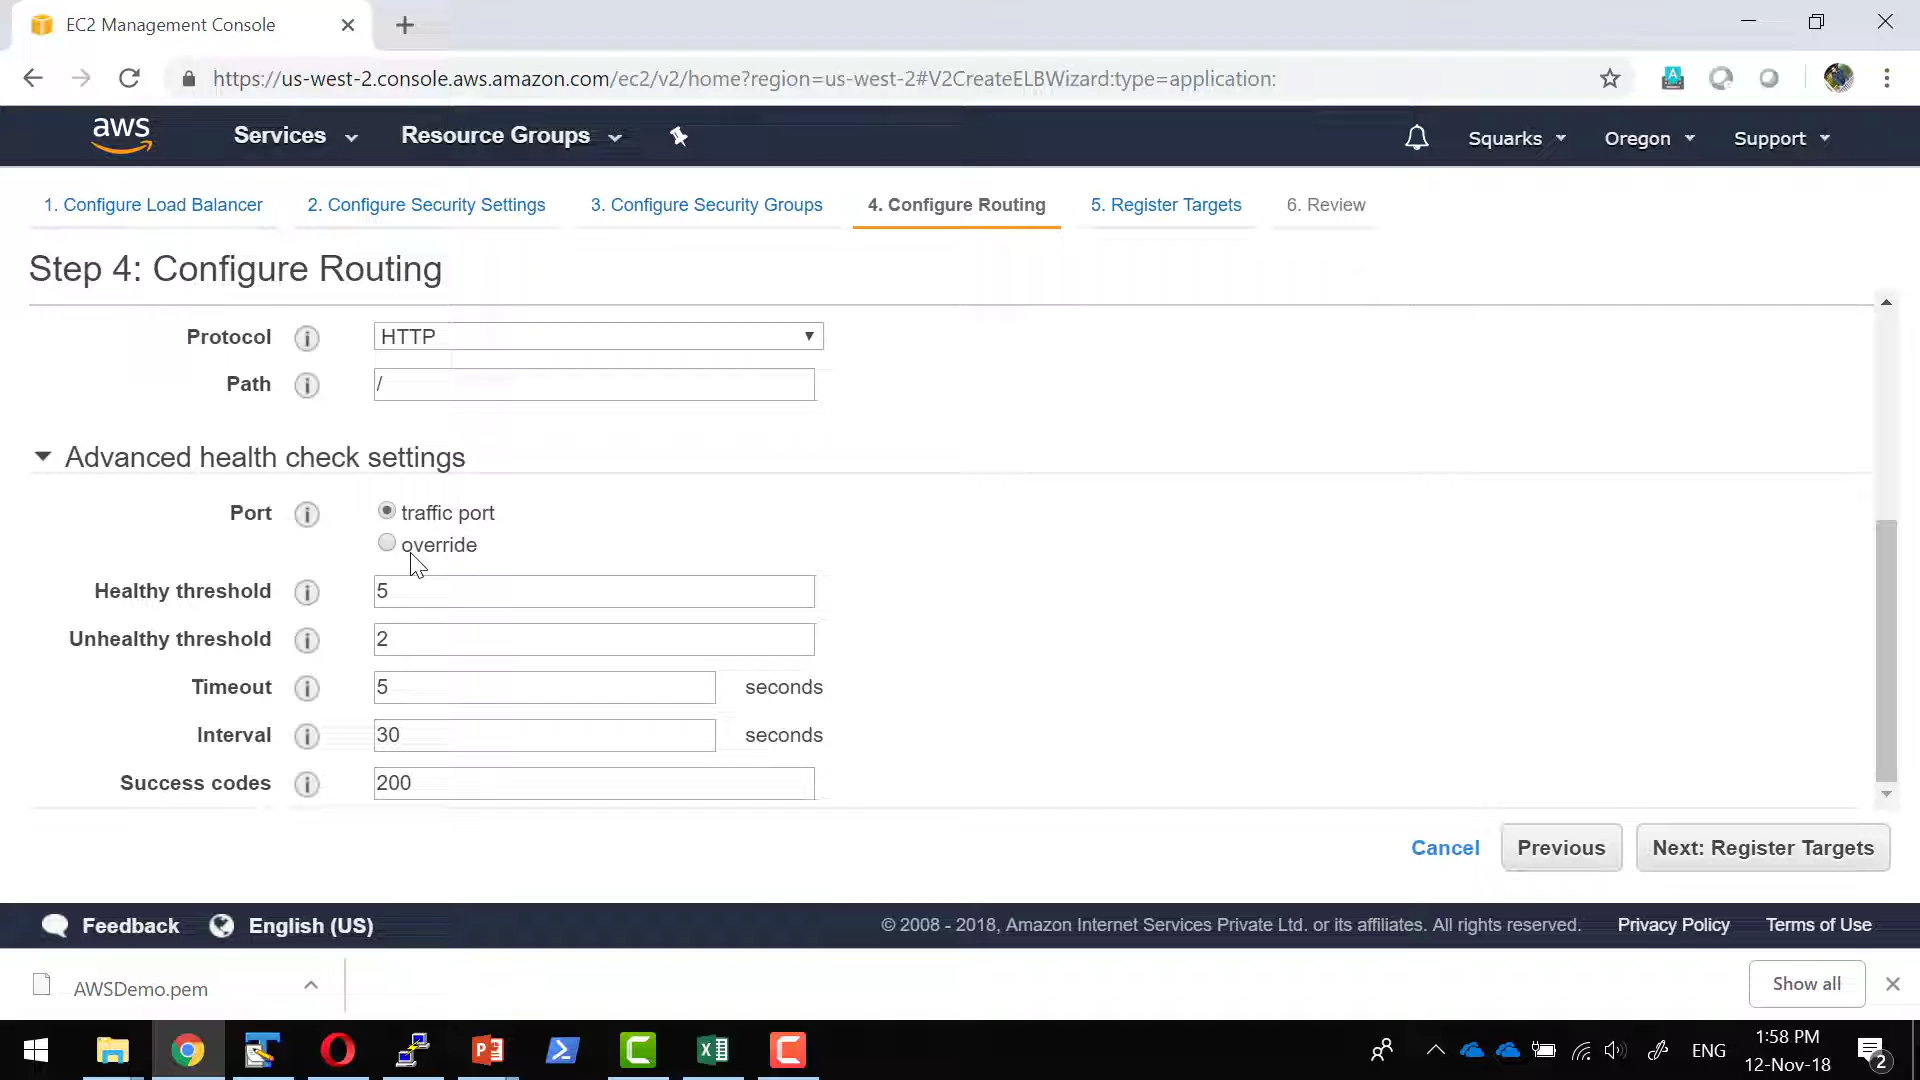 EC2 Management Console
https://us-west-2.console.aws.amazon.com/ec2/v2/home?region=us-west-2#V2CreateELBWizard:type=application:
aws Services Resource Groups Squarks Oregon Support
1. Configure Load Balancer 2. Configure Security Settings 3. Configure Security Groups 4. Configure Routing 5. Register Targets 6. Review
Step 4: Configure Routing
Protocol i HTTP
Path i /
Advanced health check settings
Port i traffic port
override
Healthy threshold i 5
Unhealthy threshold i 2
Timeout i 5 seconds
Interval i 30 seconds
Success codes i 200
Cancel Previous Next: Register Targets
Feedback English (US) © 2008 - 2018, Amazon Internet Services Private Ltd. or its affiliates. All rights reserved. Privacy Policy Terms of Use
AWSDemo.pem Show all
ENG 1:58 PM
12-Nov-18 2